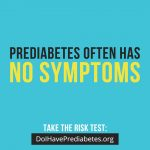 PREDIABETES OFTEN HAS
NO SYMPTOMS
TAKE THE RISK TEST:
DoIHavePrediabetes.org